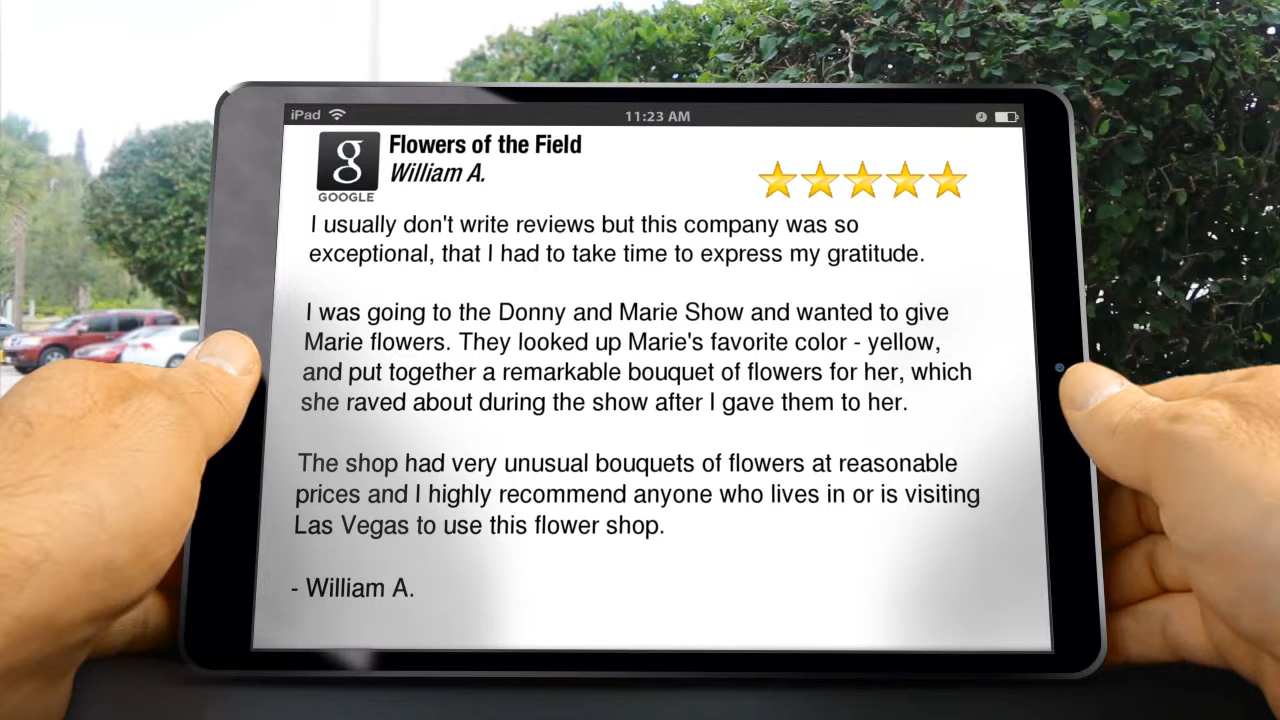 iPad 11:23 AM
g
GOOGLE
Flowers of the Field
William A.
I usually don't write reviews but this company was so
exceptional, that I had to take time to express my gratitude.
I was going to the Donny and Marie Show and wanted to give
Marie flowers. They looked up Marie's favorite color - yellow,
and put together a remarkable bouquet of flowers for her, which
she raved about during the show after I gave them to her.
The shop had very unusual bouquets of flowers at reasonable
prices and I highly recommend anyone who lives in or is visiting
Las Vegas to use this flower shop.
- William A.